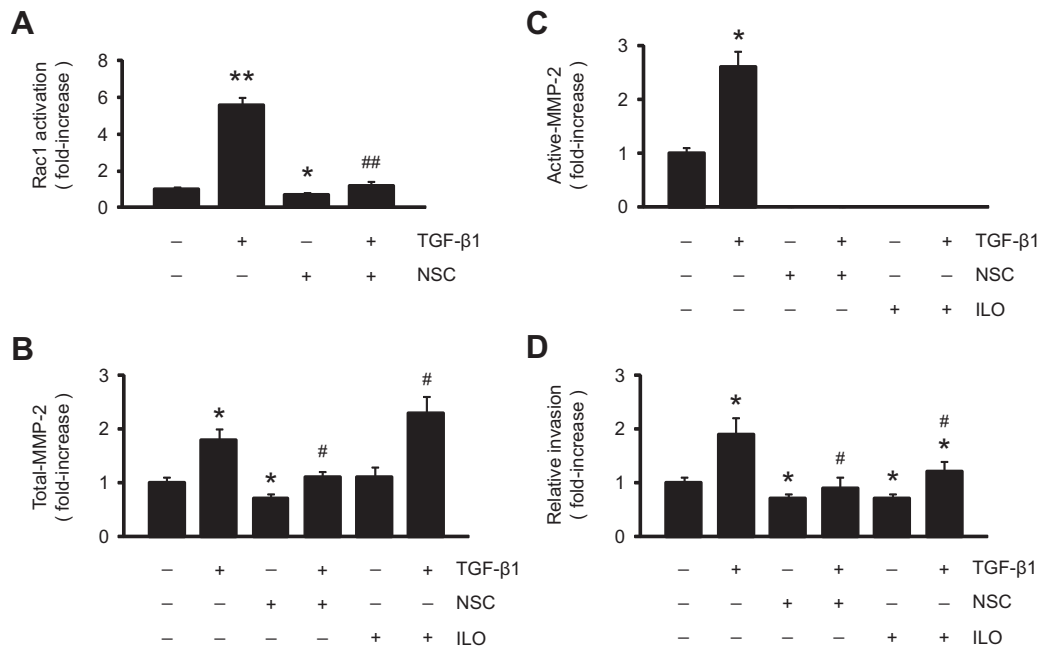 A
Rac1 activation
( fold-increase )
8
6
4
2
0
**
*
##
– + – + TGF-β1
– – + + NSC
B
Total-MMP-2
( fold-increase )
3
2
1
0
*
*
#
#
– + – + – + TGF-β1
– – + + – – NSC
– – – – + + ILO
C
Active-MMP-2
( fold-increase )
3
2
1
0
*
– + – + – + TGF-β1
– – + + – – NSC
– – – – + + ILO
D
Relative invasion
( fold-increase )
3
2
1
0
*
*
#
*
#
*
– + – + – + TGF-β1
– – + + – – NSC
– – – – + + ILO